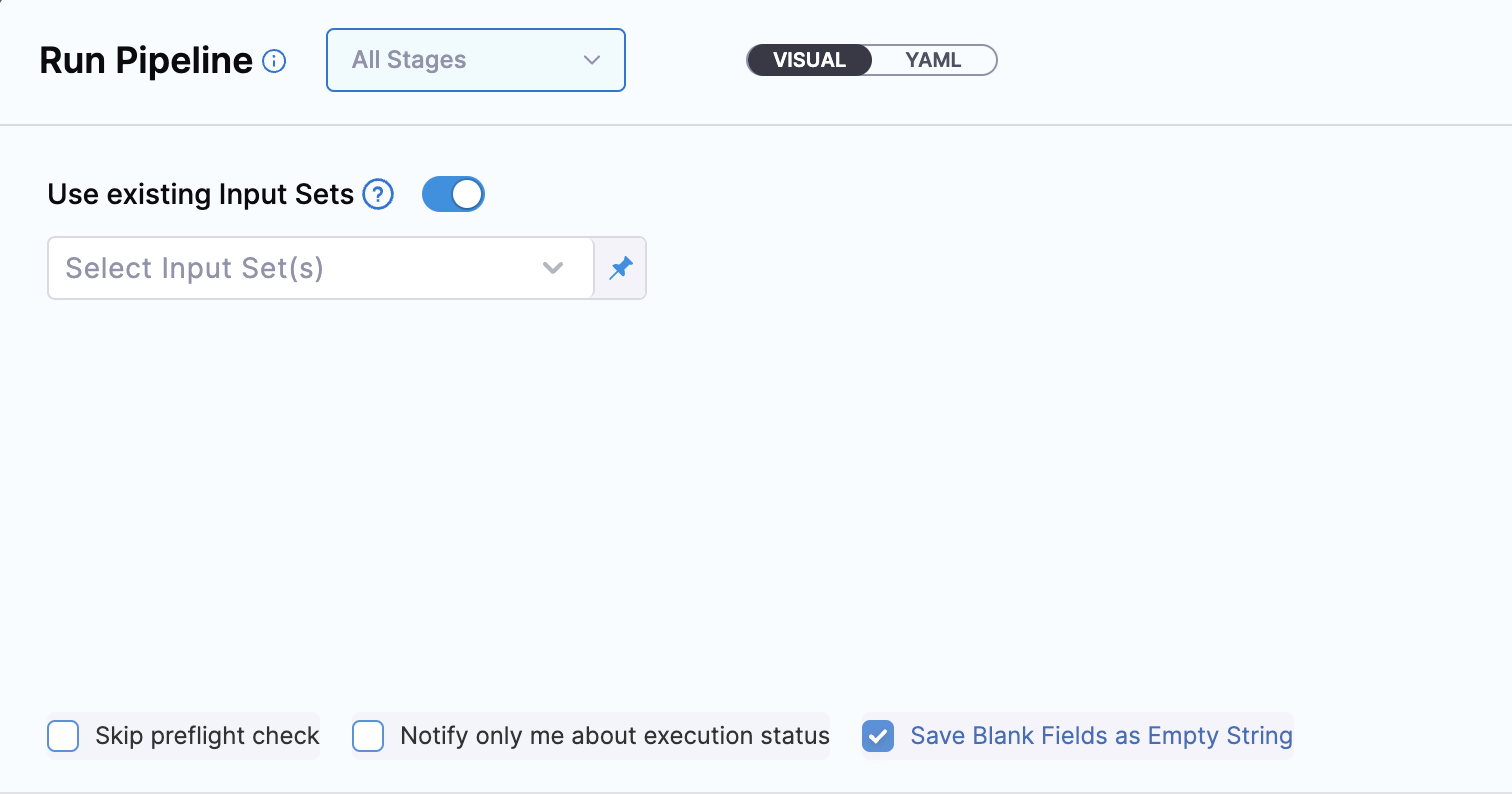 Run Pipeline
All Stages
VISUAL YAML
Use existing Input Sets
Select Input Set(s)
Skip preflight check
Notify only me about execution status
Save Blank Fields as Empty String